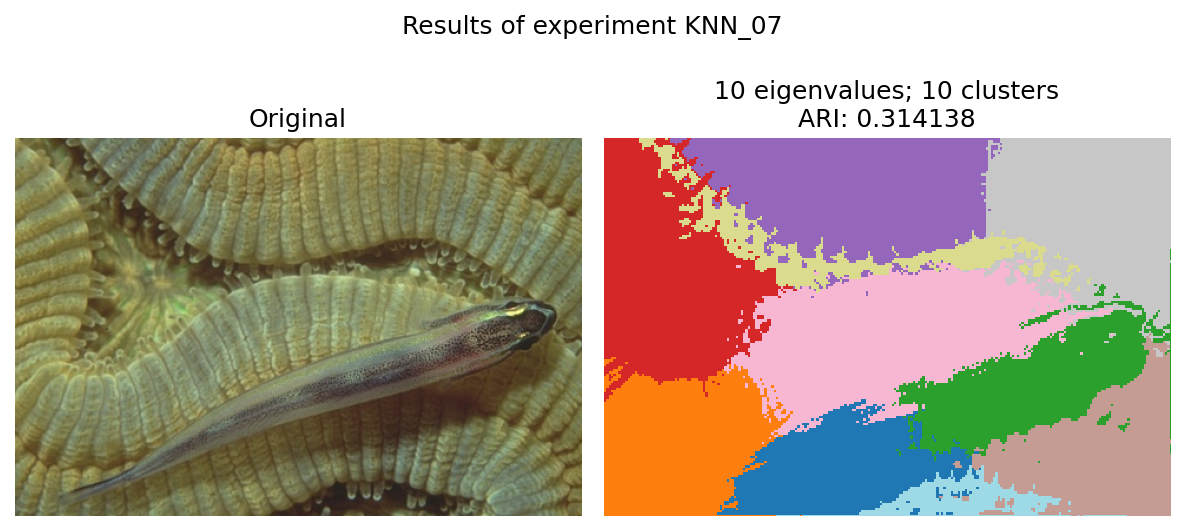 Results of experiment KNN_07
Original
10 eigenvalues; 10 clusters
ARI: 0.314138